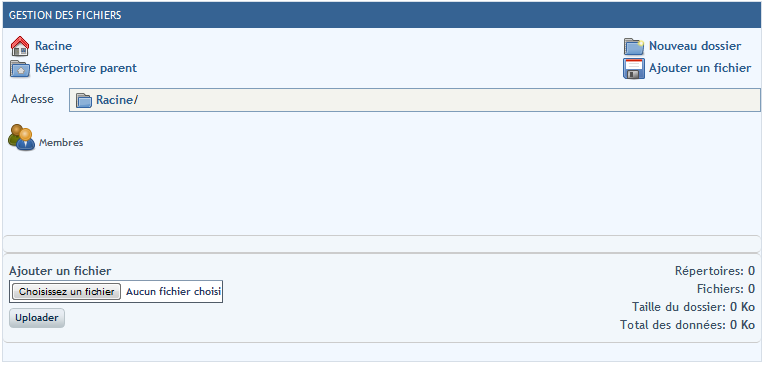 GESTION DES FICHIERS
Racine
Nouveau dossier
Répertoire parent
Ajouter un fichier
Adresse
Racine/
Membres
Ajouter un fichier
Choisissez un fichier Aucun fichier choisi
Uploader
Répertoires: 0
Fichiers: 0
Taille du dossier: 0 Ko
Total des données: 0 Ko